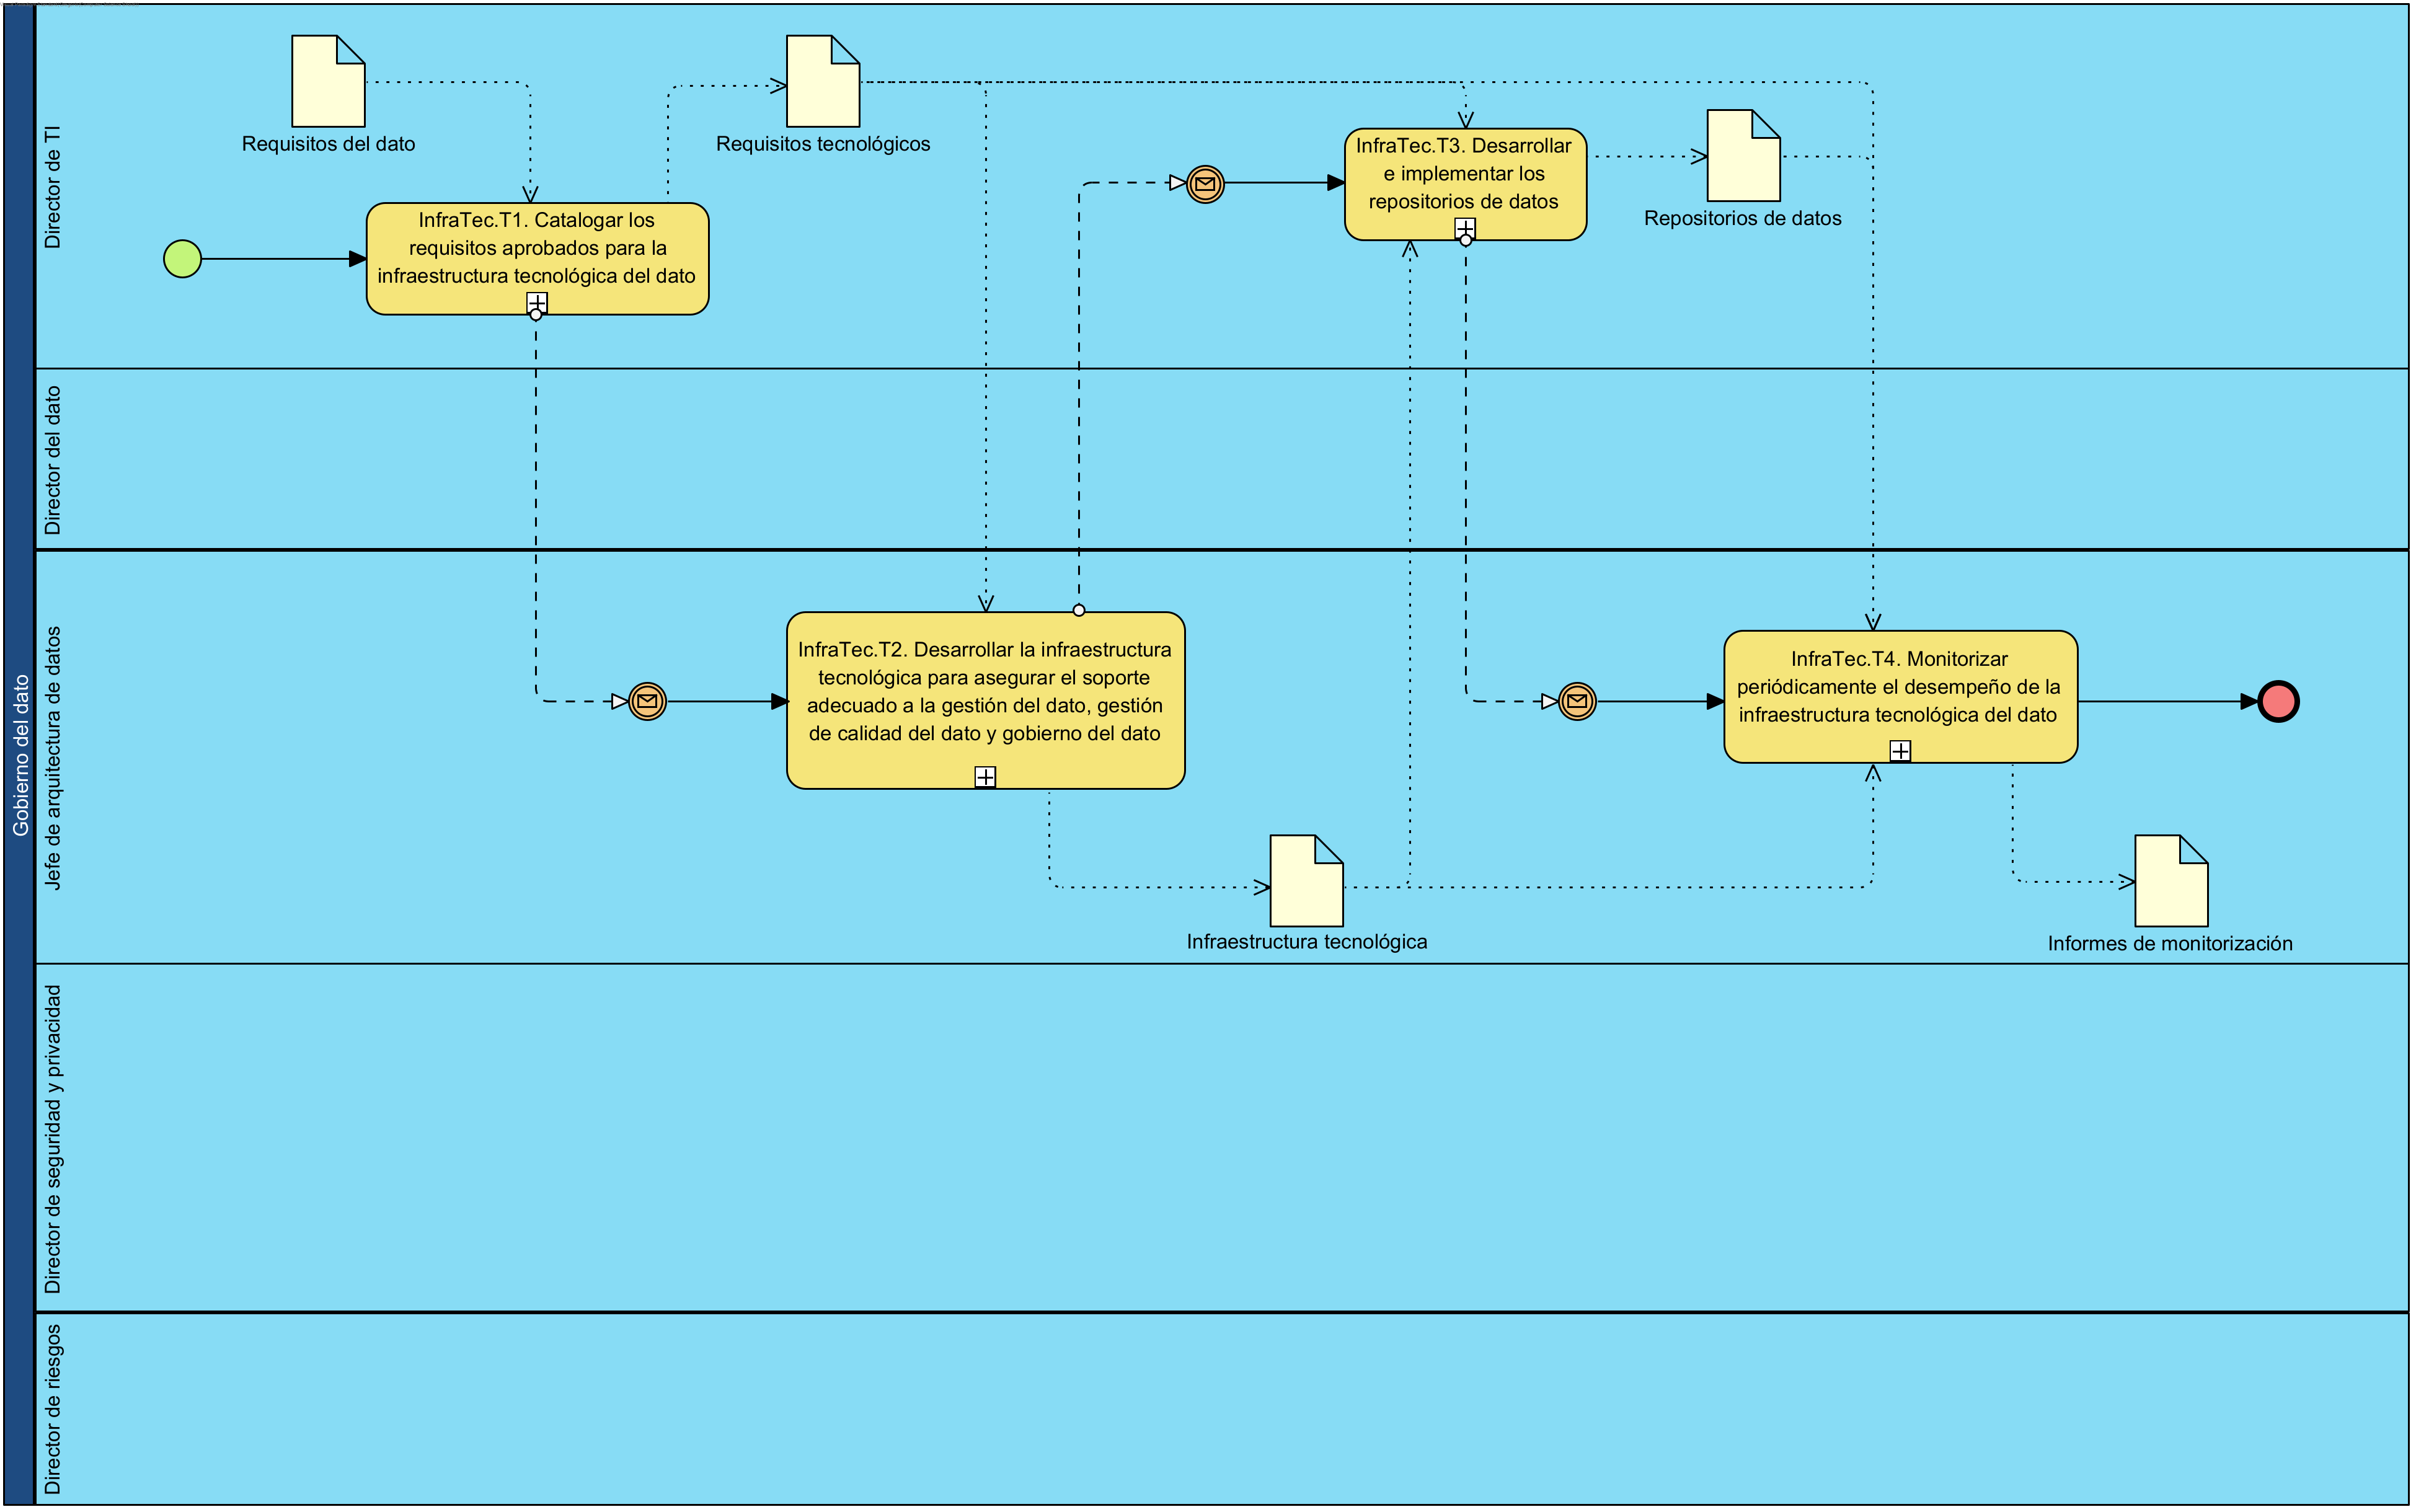 Gobierno del dato
Director de TI
Requisitos del dato
Requisitos tecnológicos
InfraTec.T1. Catalogar los
requisitos aprobados para la
infraestructura tecnológica del dato
InfraTec.T3. Desarrollar
e implementar los
repositorios de datos
Repositorios de datos
Director del dato
Jefe de arquitectura de datos
InfraTec.T2. Desarrollar la infraestructura
tecnológica para asegurar el soporte
adecuado a la gestión del dato, gestión
de calidad del dato y gobierno del dato
InfraTec.T4. Monitorizar
periódicamente el desempeño de la
infraestructura tecnológica del dato
Infraestructura tecnológica
Informes de monitorización
Director de seguridad y privacidad
Director de riesgos